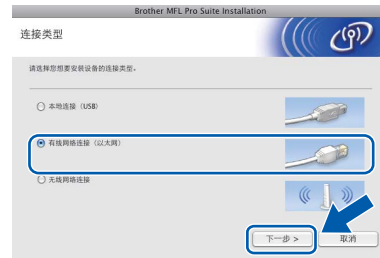 Brother MFL Pro Suite Installation
连接类型
请选择您想要安装设备的连接类型。
本地连接（USB）
有线网络连接（以太网）
无线网络连接
下一步 >
取消